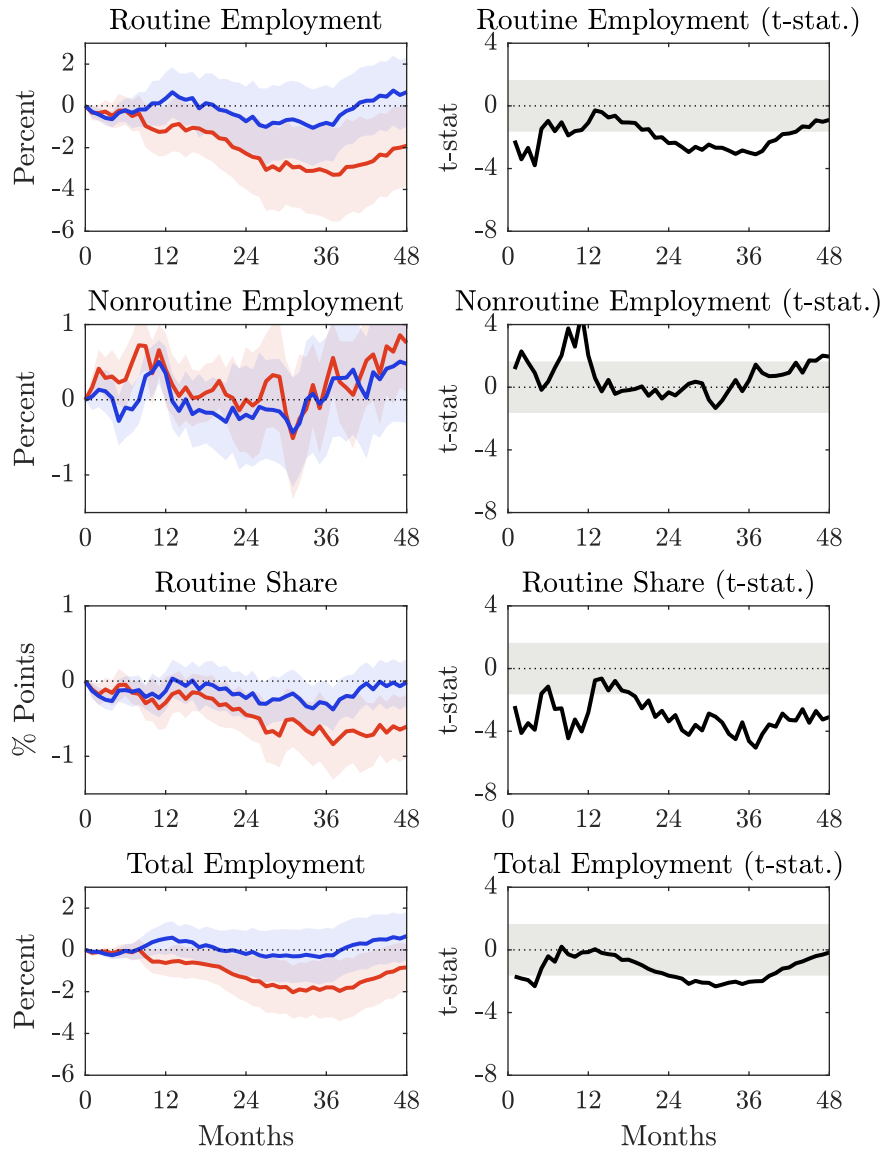 Routine Employment
Percent
2
0
-2
-4
-6
0 12 24 36 48
Routine Employment (t-stat.)
t-stat
4
0
-4
-8
0 12 24 36 48
Nonroutine Employment
Percent
1
0
-1
0 12 24 36 48
Nonroutine Employment (t-stat.)
t-stat
4
0
-4
-8
0 12 24 36 48
Routine Share
% Points
1
0
-1
0 12 24 36 48
Routine Share (t-stat.)
t-stat
4
0
-4
-8
0 12 24 36 48
Total Employment
Percent
2
0
-2
-4
-6
0 12 24 36 48
Months
Total Employment (t-stat.)
t-stat
4
0
-4
-8
0 12 24 36 48
Months